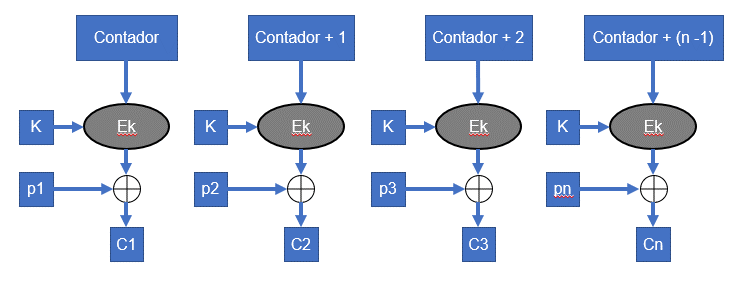 Contador
Contador + 1
Contador + 2
Contador + (n -1)
K
Ek
K
Ek
K
Ek
K
Ek
p1
p2
p3
pn
C1
C2
C3
Cn